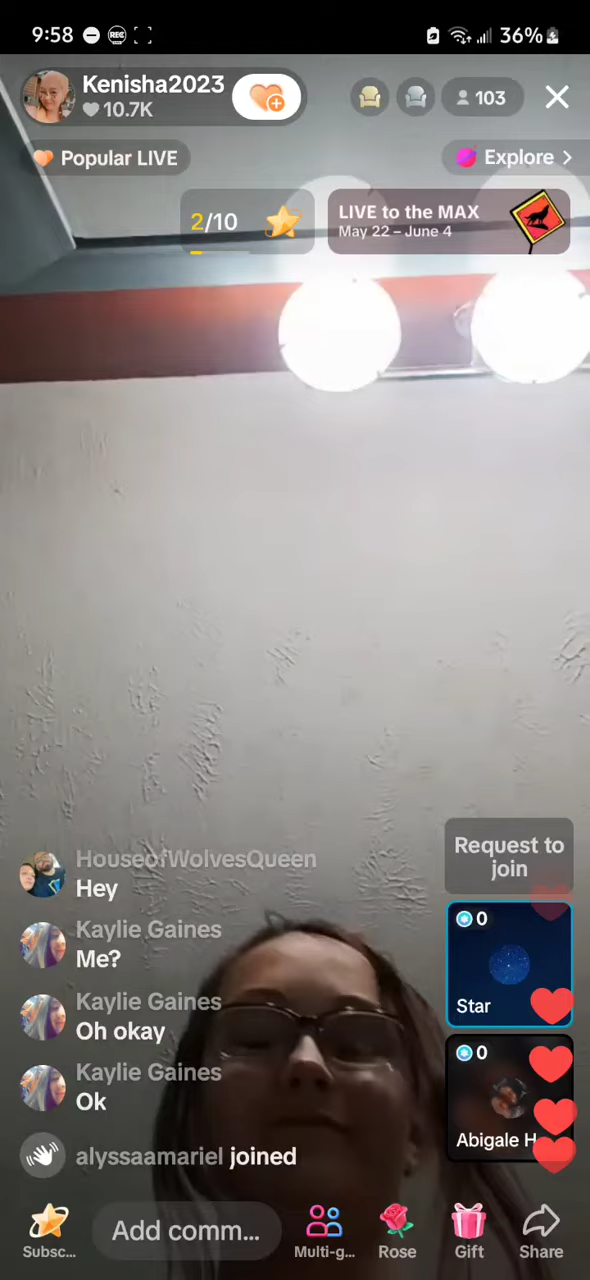 9:58
REC
36%
Kenisha2023
10.7K
103
Popular LIVE
Explore >
2/10
LIVE to the MAX
May 22 – June 4
HouseofWolvesQueen
Hey
Kaylie Gaines
Me?
Kaylie Gaines
Oh okay
Kaylie Gaines
Ok
alyssaamariel joined
Request to
join
0
Star
0
Abigale H
Add comm...
Subsc...
Multi-g...
Rose
Gift
Share